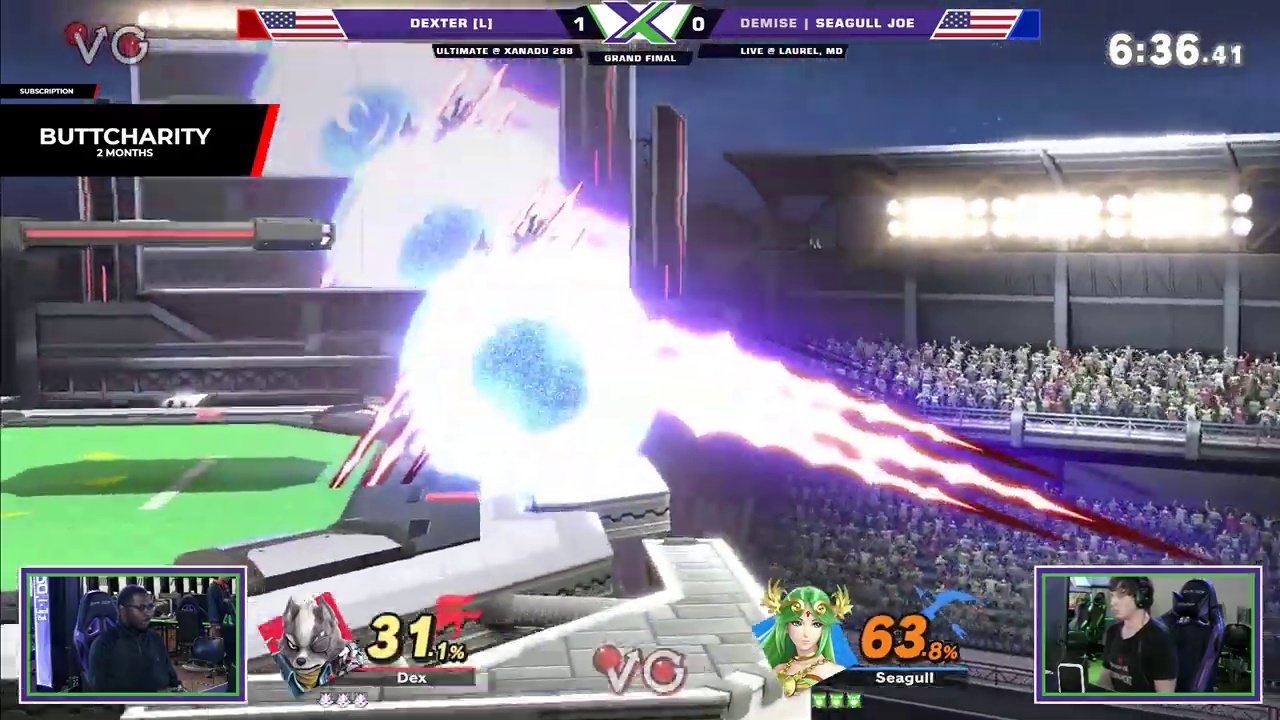 DEXTER [L]
1
0
DEMISE | SEAGULL JOE
ULTIMATE @ XANADU 288
GRAND FINAL
LIVE @ LAUREL, MD
6:36.41
VG
SUBSCRIPTION
BUTTCHARITY
2 MONTHS
31.1%
Dex
VG
63.8%
Seagull